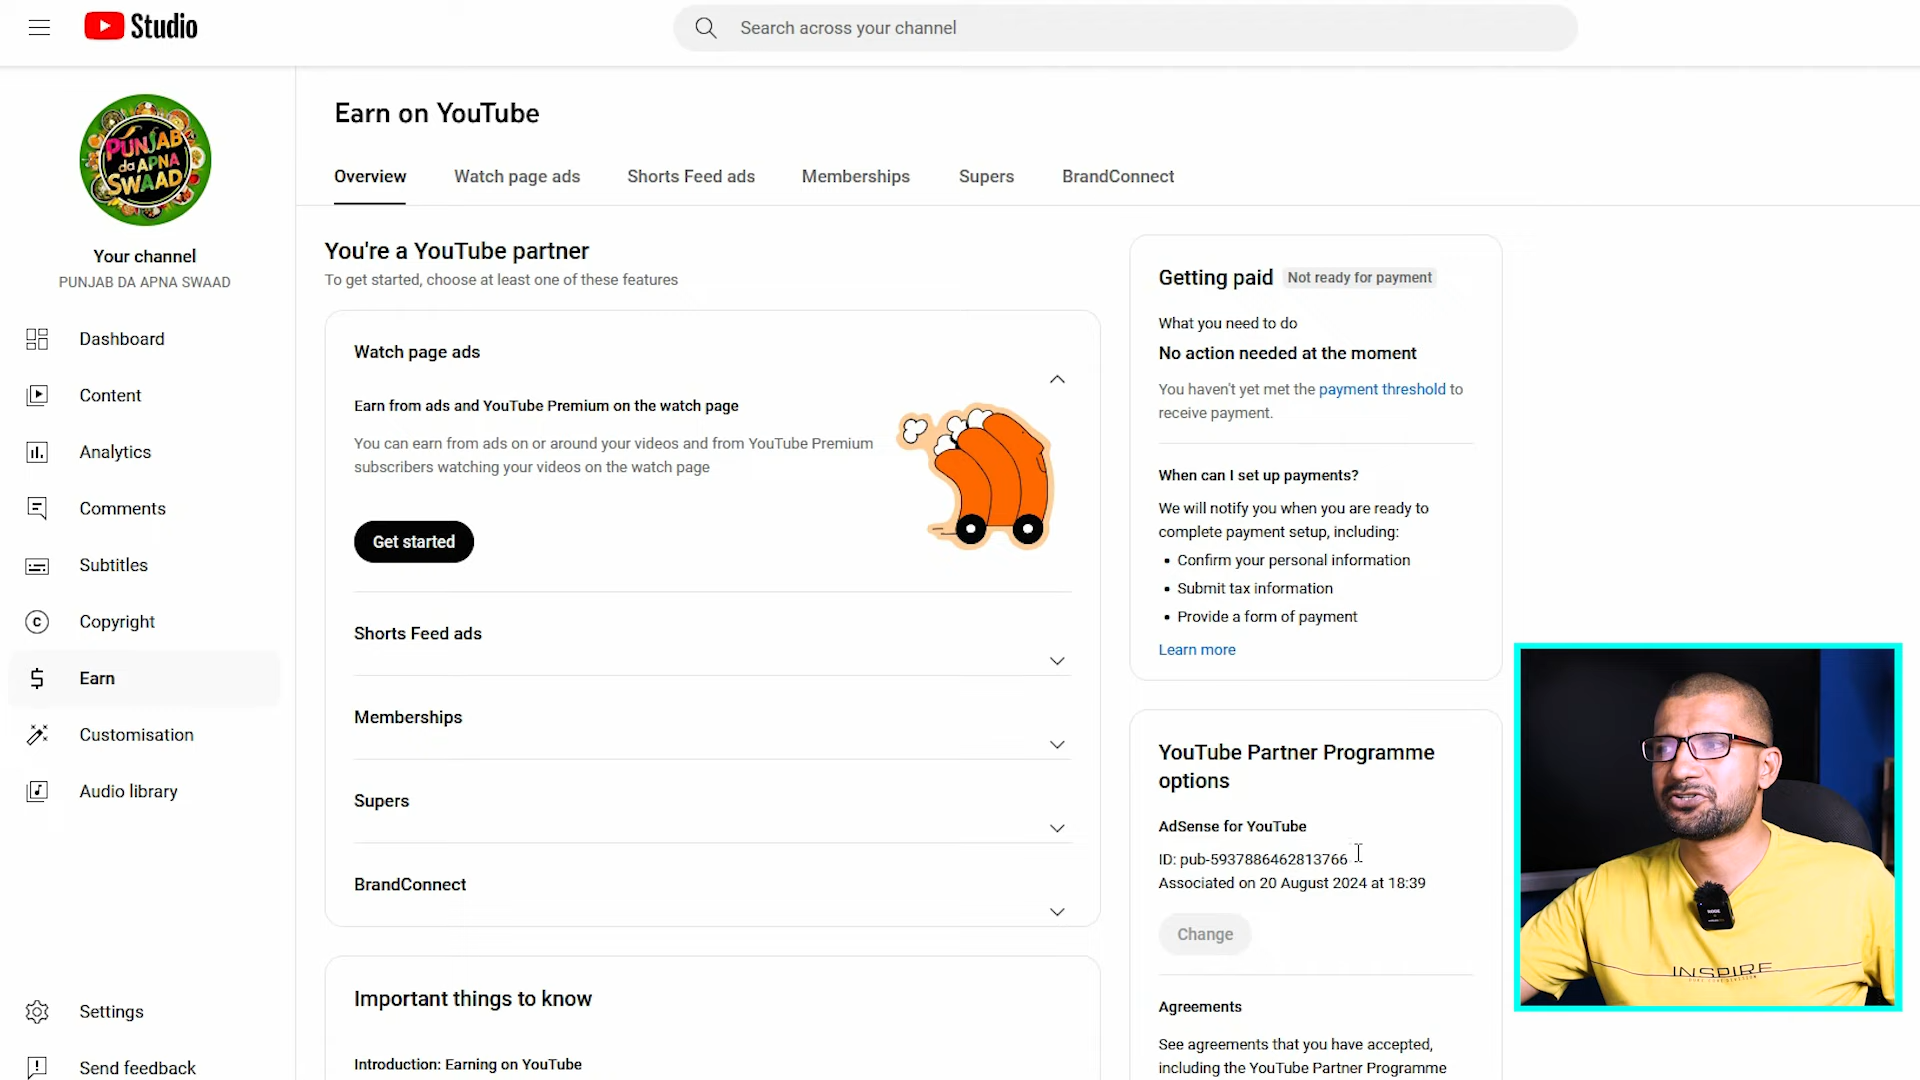 Studio
Search across your channel
PUNJAB
da APNA
SWAAD
Your channel
PUNJAB DA APNA SWAAD
Dashboard
Content
Analytics
Comments
Subtitles
Copyright
Earn
Customisation
Audio library
Settings
Send feedback
Earn on YouTube
Overview
Watch page ads
Shorts Feed ads
Memberships
Supers
BrandConnect
You're a YouTube partner
To get started, choose at least one of these features
Watch page ads
Earn from ads and YouTube Premium on the watch page
You can earn from ads on or around your videos and from YouTube Premium
subscribers watching your videos on the watch page
Get started
Shorts Feed ads
Memberships
Supers
BrandConnect
Important things to know
Introduction: Earning on YouTube
Getting paid
Not ready for payment
What you need to do
No action needed at the moment
You haven't yet met the payment threshold to
receive payment.
When can I set up payments?
We will notify you when you are ready to
complete payment setup, including:
• Confirm your personal information
• Submit tax information
• Provide a form of payment
Learn more
YouTube Partner Programme
options
AdSense for YouTube
ID: pub-5937886462813766
Associated on 20 August 2024 at 18:39
Change
Agreements
See agreements that you have accepted,
including the YouTube Partner Programme
INSPIRE